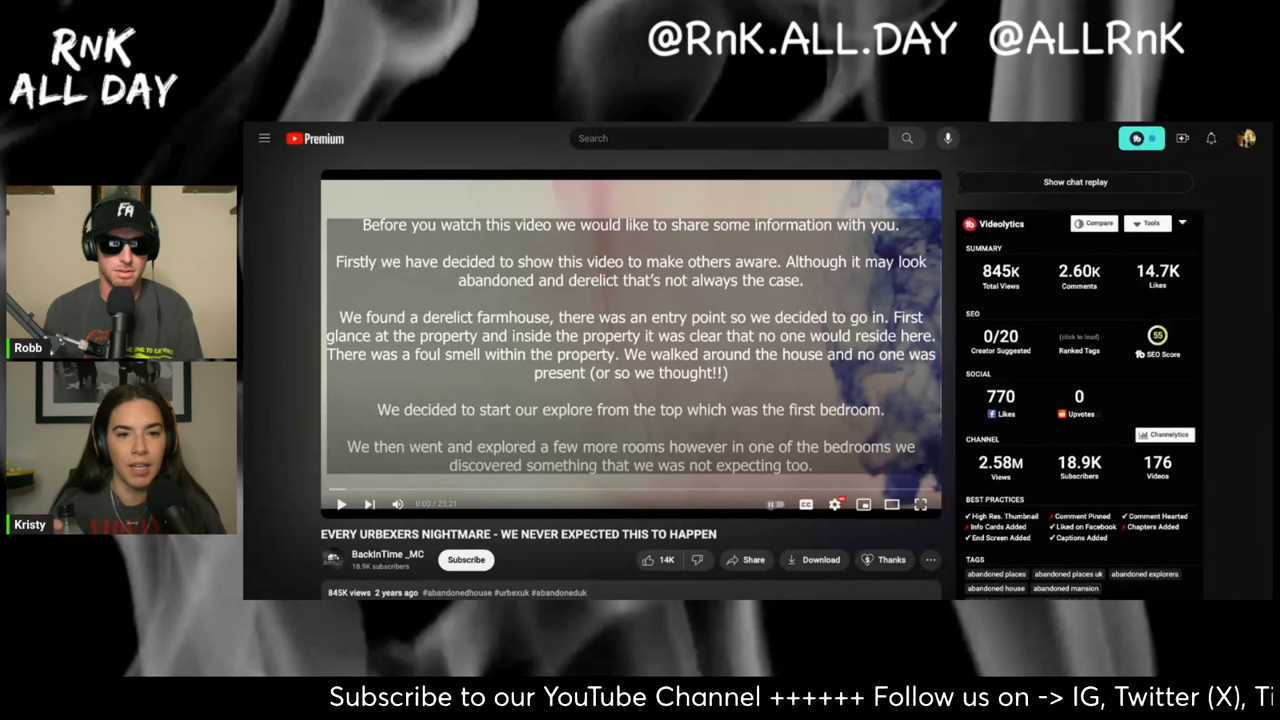 RnK
ALL DAY
@RnK.ALL.DAY @ALLRnK
Premium
Search
Show chat replay
Before you watch this video we would like to share some information with you.
Firstly we have decided to show this video to make others aware. Although it may look
abandoned and derelict that's not always the case.
We found a derelict farmhouse, there was an entry point so we decided to go in. First
glance at the property and inside the property it was clear that no one would reside here.
There was a foul smell within the property. We walked around the house and no one was
present (or so we thought!!)
We decided to start our explore from the top which was the first bedroom.
We then went and explored a few more rooms however in one of the bedrooms we
discovered something that we was not expecting too.
0:00 / 23:21
CC
EVERY URBEXERS NIGHTMARE - WE NEVER EXPECTED THIS TO HAPPEN
BackInTime _MC
18.9K subscribers
Subscribe
14K
Share
Download
Thanks
845K views 2 years ago #abandonedhouse #urbexuk #abandoneduk
Videolytics
Compare
Tools
SUMMARY
845K 2.60K 14.7K
Total Views Comments Likes
SEO
0/20 (click to load) 55
Creator Suggested Ranked Tags SEO Score
SOCIAL
770 0
Likes Upvotes
CHANNEL
Channelytics
2.58M 18.9K 176
Views Subscribers Videos
BEST PRACTICES
High Res. Thumbnail Comment Pinned Comment Hearted
Info Cards Added Liked on Facebook Chapters Added
End Screen Added Captions Added
TAGS
abandoned places abandoned places uk abandoned explorers
abandoned house abandoned mansion
FA
Robb
Kristy
Subscribe to our YouTube Channel ++++++ Follow us on -> IG, Twitter (X), Ti